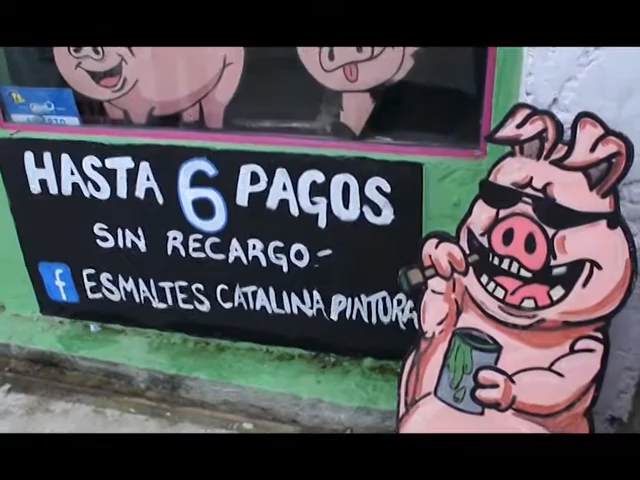 HASTA 6 PAGOS
SIN RECARGO-
f ESMALTES CATALINA PINTURA